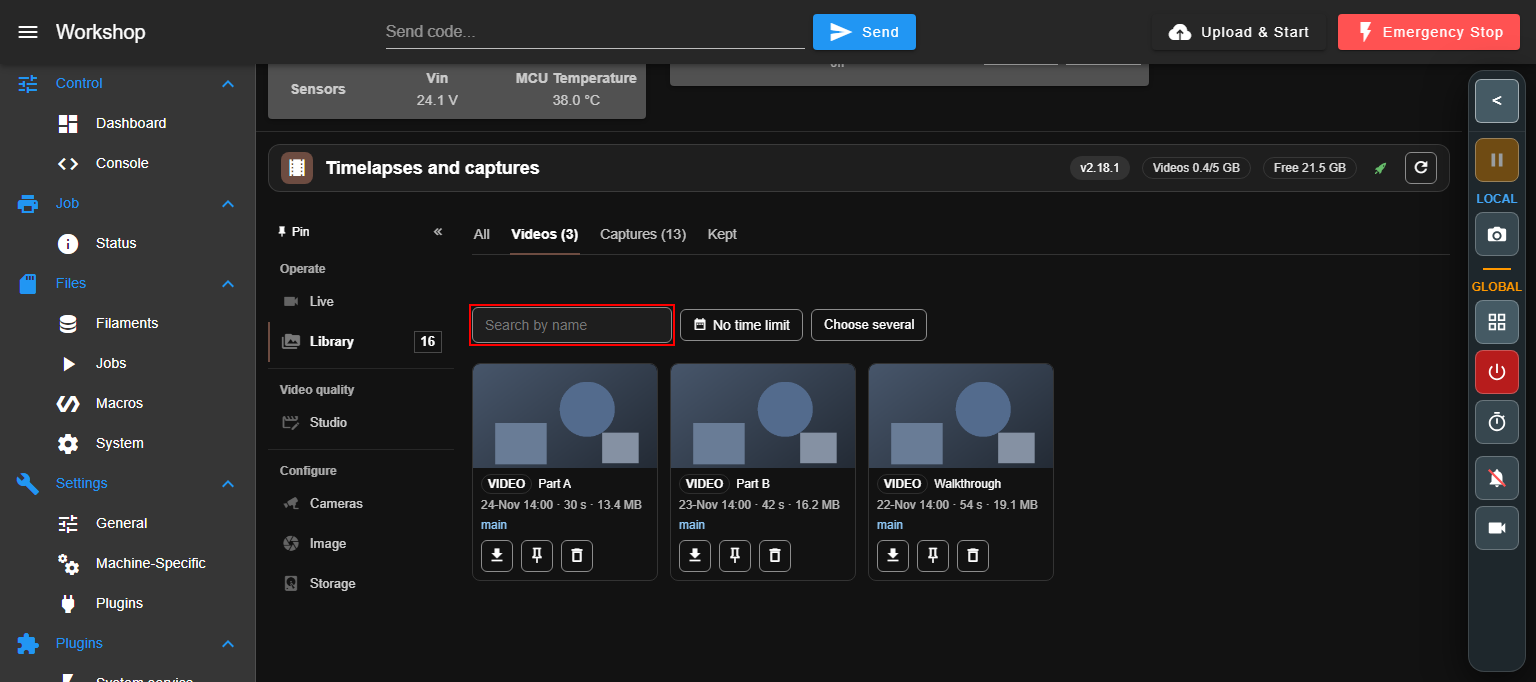 Workshop
Send code...
Send
Upload & Start
Emergency Stop
Control
Dashboard
Console
Job
Status
Files
Filaments
Jobs
Macros
System
Settings
General
Machine-Specific
Plugins
Plugins
System service
Sensors
Vin
24.1 V
MCU Temperature
38.0 °C
off
Timelapses and captures
v2.18.1
Videos 0.4/5 GB
Free 21.5 GB
Pin
«
Operate
Live
Library
16
Video quality
Studio
Configure
Cameras
Image
Storage
All
Videos (3)
Captures (13)
Kept
Search by name
No time limit
Choose several
VIDEO Part A
24-Nov 14:00 · 30 s · 13.4 MB
main
VIDEO Part B
23-Nov 14:00 · 42 s · 16.2 MB
main
VIDEO Walkthrough
22-Nov 14:00 · 54 s · 19.1 MB
main
<
LOCAL
GLOBAL